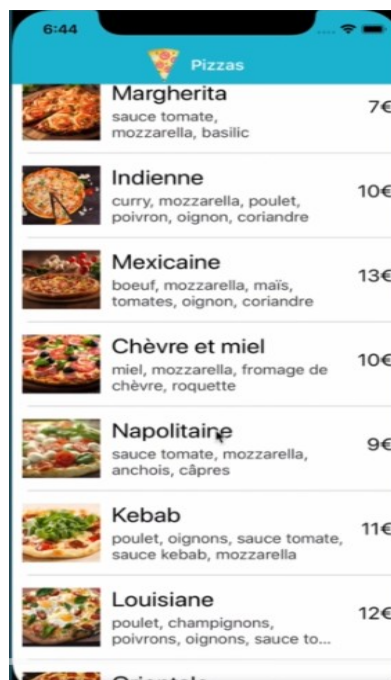 6:44
Pizzas
Margherita
7€
sauce tomate,
mozzarella, basilic
Indienne
10€
curry, mozzarella, poulet,
poivron, oignon, coriandre
Mexicaine
13€
boeuf, mozzarella, maïs,
tomates, oignon, coriandre
Chèvre et miel
10€
miel, mozzarella, fromage de
chèvre, roquette
Napolitaine
9€
sauce tomate, mozzarella,
anchois, câpres
Kebab
11€
poulet, oignons, sauce tomate,
sauce kebab, mozzarella
Louisiane
12€
poulet, champignons,
poivrons, oignons, sauce to...